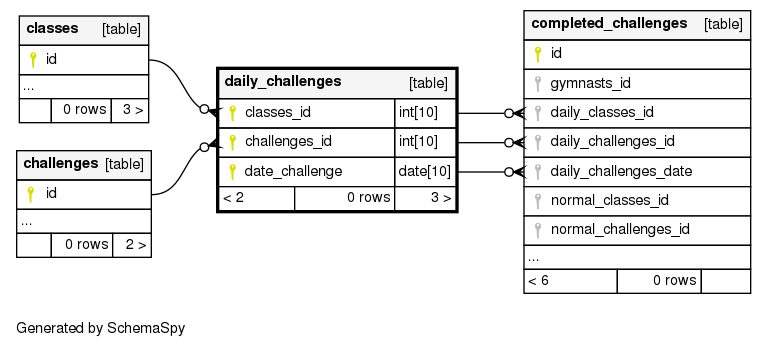 classes [table]
id
...
0 rows 3 >
challenges [table]
id
...
0 rows 2 >
daily_challenges [table]
classes_id int[10]
challenges_id int[10]
date_challenge date[10]
< 2 0 rows 3 >
completed_challenges [table]
id
gymnasts_id
daily_classes_id
daily_challenges_id
daily_challenges_date
normal_classes_id
normal_challenges_id
...
< 6 0 rows
Generated by SchemaSpy